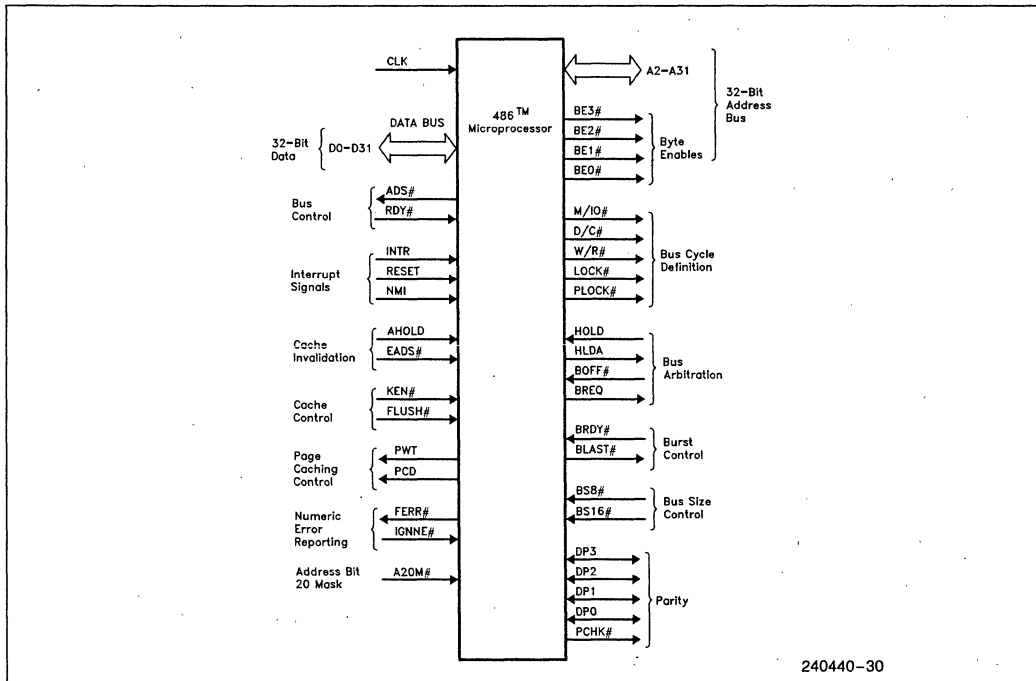 CLK
486™
Microprocessor
DATA BUS
32-Bit
Data
D0-D31
Bus
Control
ADS#
RDY#
Interrupt
Signals
INTR
RESET
NMI
Cache
Invalidation
AHOLD
EADS#
Cache
Control
KEN#
FLUSH#
Page
Caching
Control
PWT
PCD
Numeric
Error
Reporting
FERR#
IGNNE#
Address Bit
20 Mask
A20M#
A2-A31
32-Bit
Address
Bus
BE3#
BE2#
BE1#
BE0#
Byte
Enables
M/IO#
D/C#
W/R#
LOCK#
PLOCK#
Bus Cycle
Definition
HOLD
HLDA
BOFF#
BREQ
Bus
Arbitration
BRDY#
BLAST#
Burst
Control
BS8#
BS16#
Bus Size
Control
DP3
DP2
DP1
DP0
PCHK#
Parity
240440-30